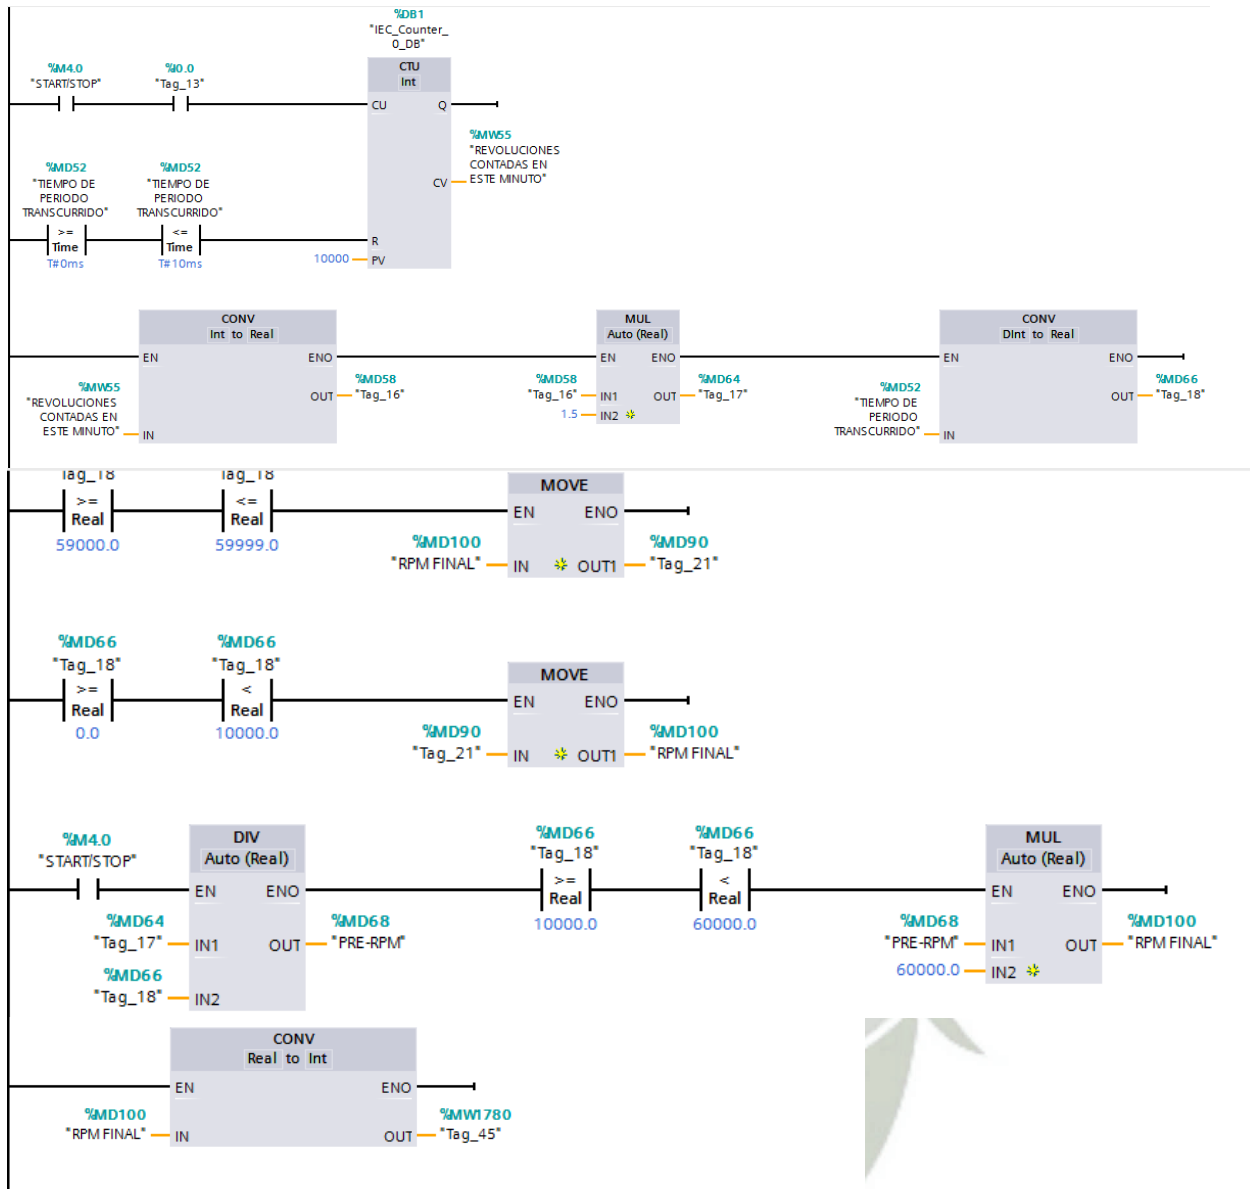 %DB1
"IEC_Counter_
0_DB"
%M4.0
"START/STOP"
%I0.0
"Tag_13"
CTU
Int
CU
Q
%MW55
"REVOLUCIONES
CONTADAS EN
ESTE MINUTO"
CV
%MD52
"TIEMPO DE
PERIODO
TRANSCURRIDO"
>=
Time
T#0ms
%MD52
"TIEMPO DE
PERIODO
TRANSCURRIDO"
<=
Time
T#10ms
R
10000
PV
CONV
Int to Real
EN
ENO
%MW55
"REVOLUCIONES
CONTADAS EN
ESTE MINUTO"
IN
OUT
%MD58
"Tag_16"
MUL
Auto (Real)
EN
ENO
%MD58
"Tag_16"
IN1
1.5
IN2
OUT
%MD64
"Tag_17"
CONV
DInt to Real
EN
ENO
%MD52
"TIEMPO DE
PERIODO
TRANSCURRIDO"
IN
OUT
%MD66
"Tag_18"
Tag_18
>=
Real
59000.0
Tag_18
<=
Real
59999.0
MOVE
EN
ENO
%MD100
"RPM FINAL"
IN
OUT1
%MD90
"Tag_21"
%MD66
"Tag_18"
>=
Real
0.0
%MD66
"Tag_18"
<
Real
10000.0
MOVE
EN
ENO
%MD90
"Tag_21"
IN
OUT1
%MD100
"RPM FINAL"
%M4.0
"START/STOP"
DIV
Auto (Real)
EN
ENO
%MD64
"Tag_17"
IN1
%MD66
"Tag_18"
IN2
OUT
%MD68
"PRE-RPM"
%MD66
"Tag_18"
>=
Real
10000.0
%MD66
"Tag_18"
<
Real
60000.0
MUL
Auto (Real)
EN
ENO
%MD68
"PRE-RPM"
IN1
60000.0
IN2
OUT
%MD100
"RPM FINAL"
CONV
Real to Int
EN
ENO
%MD100
"RPM FINAL"
IN
OUT
%MW1780
"Tag_45"